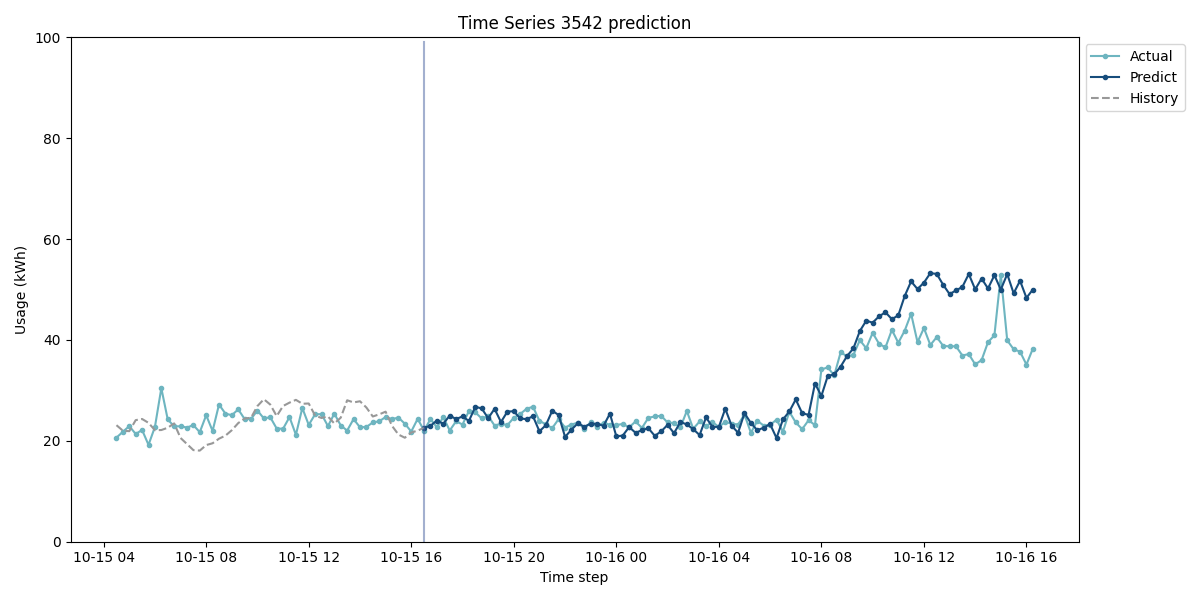 Time Series 3542 prediction
100
80
60
40
20
0
Usage (kWh)
10-15 04 10-15 08 10-15 12 10-15 16 10-15 20 10-16 00 10-16 04 10-16 08 10-16 12 10-16 16
Time step
Actual
Predict
History